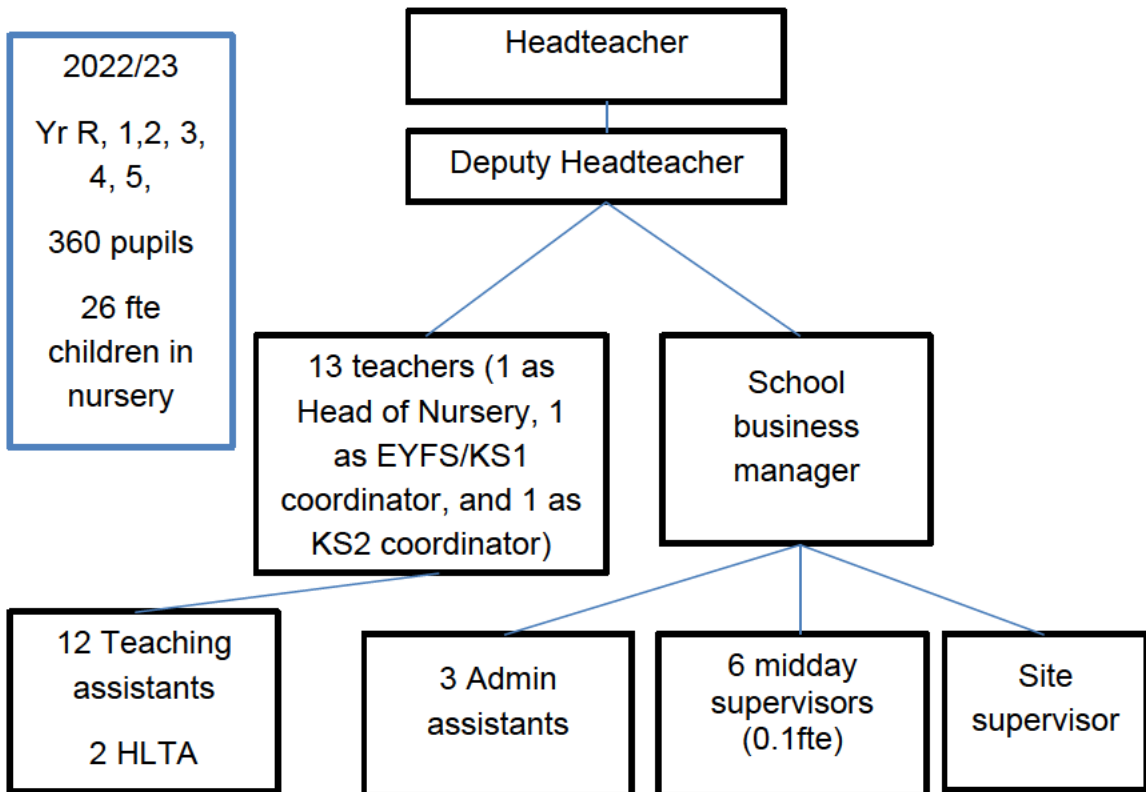 2022/23
Yr R, 1,2, 3,
4, 5,
360 pupils
26 fte
children in
nursery
Headteacher
Deputy Headteacher
13 teachers (1 as
Head of Nursery, 1
as EYFS/KS1
coordinator, and 1 as
KS2 coordinator)
School
business
manager
12 Teaching
assistants
2 HLTA
3 Admin
assistants
6 midday
supervisors
(0.1fte)
Site
supervisor